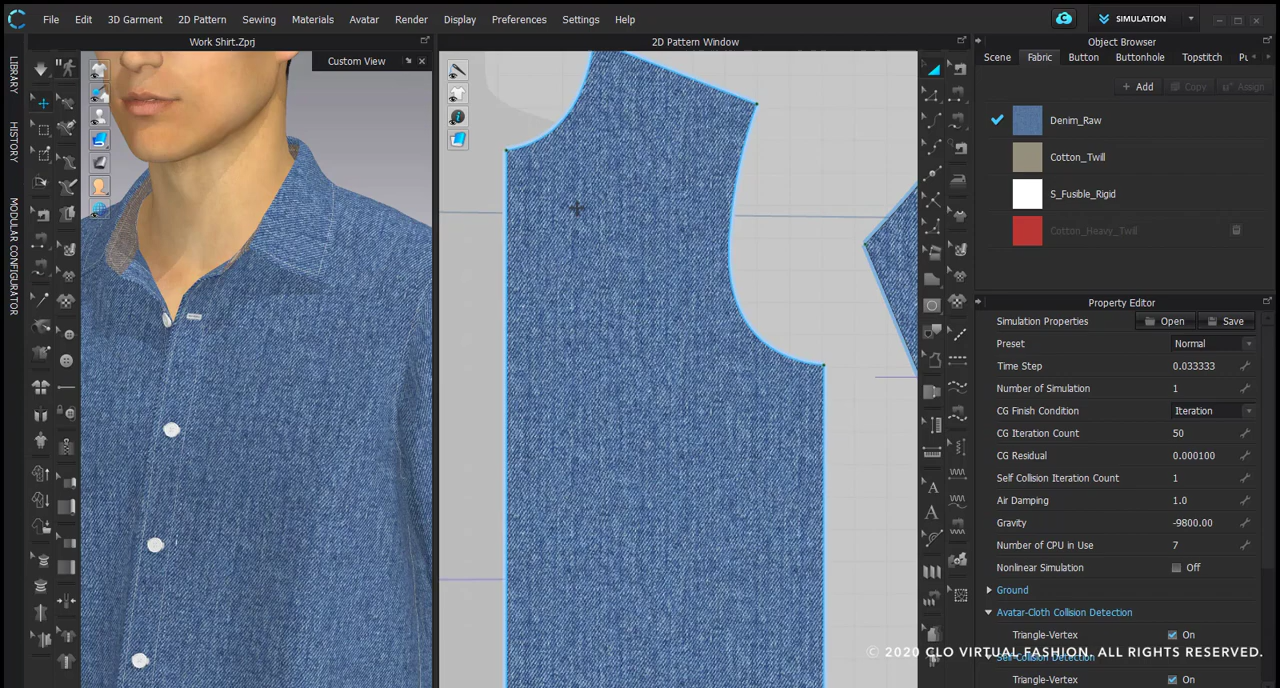 File Edit 3D Garment 2D Pattern Sewing Materials Avatar Render Display Preferences Settings Help
SIMULATION
Work Shirt.Zprj
2D Pattern Window
Object Browser
LIBRARY
HISTORY
MODULAR CONFIGURATOR
Custom View
Scene Fabric Button Buttonhole Topstitch Pu
+ Add Copy Assign
Denim_Raw
Cotton_Twill
S_Fusible_Rigid
Cotton_Heavy_Twill
Property Editor
Simulation Properties Open Save
Preset Normal
Time Step 0.033333
Number of Simulation 1
CG Finish Condition Iteration
CG Iteration Count 50
CG Residual 0.000100
Self Collision Iteration Count 1
Air Damping 1.0
Gravity -9800.00
Number of CPU in Use 7
Nonlinear Simulation Off
Ground
Avatar-Cloth Collision Detection
Triangle-Vertex On
© 2020 CLO VIRTUAL FASHION. ALL RIGHTS RESERVED.
Self-Collision Detection
Triangle-Vertex On